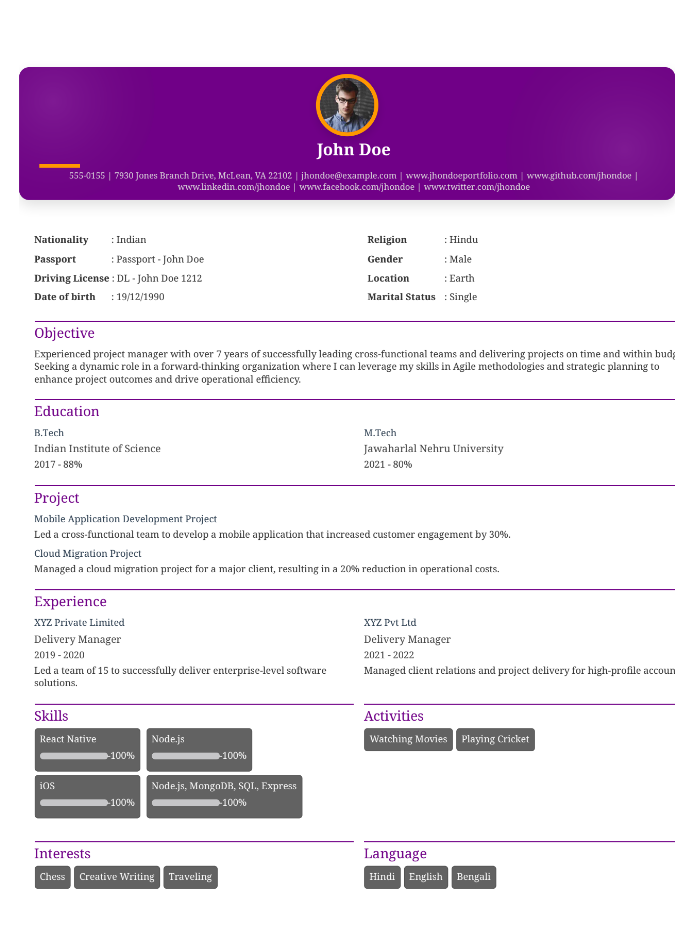 John Doe
555-0155 | 7930 Jones Branch Drive, McLean, VA 22102 | jhondoe@example.com | www.jhondoeportfolio.com | www.github.com/jhondoe |
www.linkedin.com/jhondoe | www.facebook.com/jhondoe | www.twitter.com/jhondoe
Nationality : Indian
Religion : Hindu
Passport : Passport - John Doe
Gender : Male
Driving License : DL - John Doe 1212
Location : Earth
Date of birth : 19/12/1990
Marital Status : Single
Objective
Experienced project manager with over 7 years of successfully leading cross-functional teams and delivering projects on time and within
Seeking a dynamic role in a forward-thinking organization where I can leverage my skills in Agile methodologies and strategic planning to
enhance project outcomes and drive operational efficiency.
Education
B.Tech
Indian Institute of Science
2017 - 88%
M.Tech
Jawaharlal Nehru University
2021 - 80%
Project
Mobile Application Development Project
Led a cross-functional team to develop a mobile application that increased customer engagement by 30%.
Cloud Migration Project
Managed a cloud migration project for a major client, resulting in a 20% reduction in operational costs.
Experience
XYZ Private Limited
Delivery Manager
2019 - 2020
Led a team of 15 to successfully deliver enterprise-level software
solutions.
XYZ Pvt Ltd
Delivery Manager
2021 - 2022
Managed client relations and project delivery for high-profile
Skills
React Native
100%
Node.js
100%
iOS
100%
Node.js, MongoDB, SQL, Express
100%
Activities
Watching Movies
Playing Cricket
Interests
Chess
Creative Writing
Traveling
Language
Hindi
English
Bengali